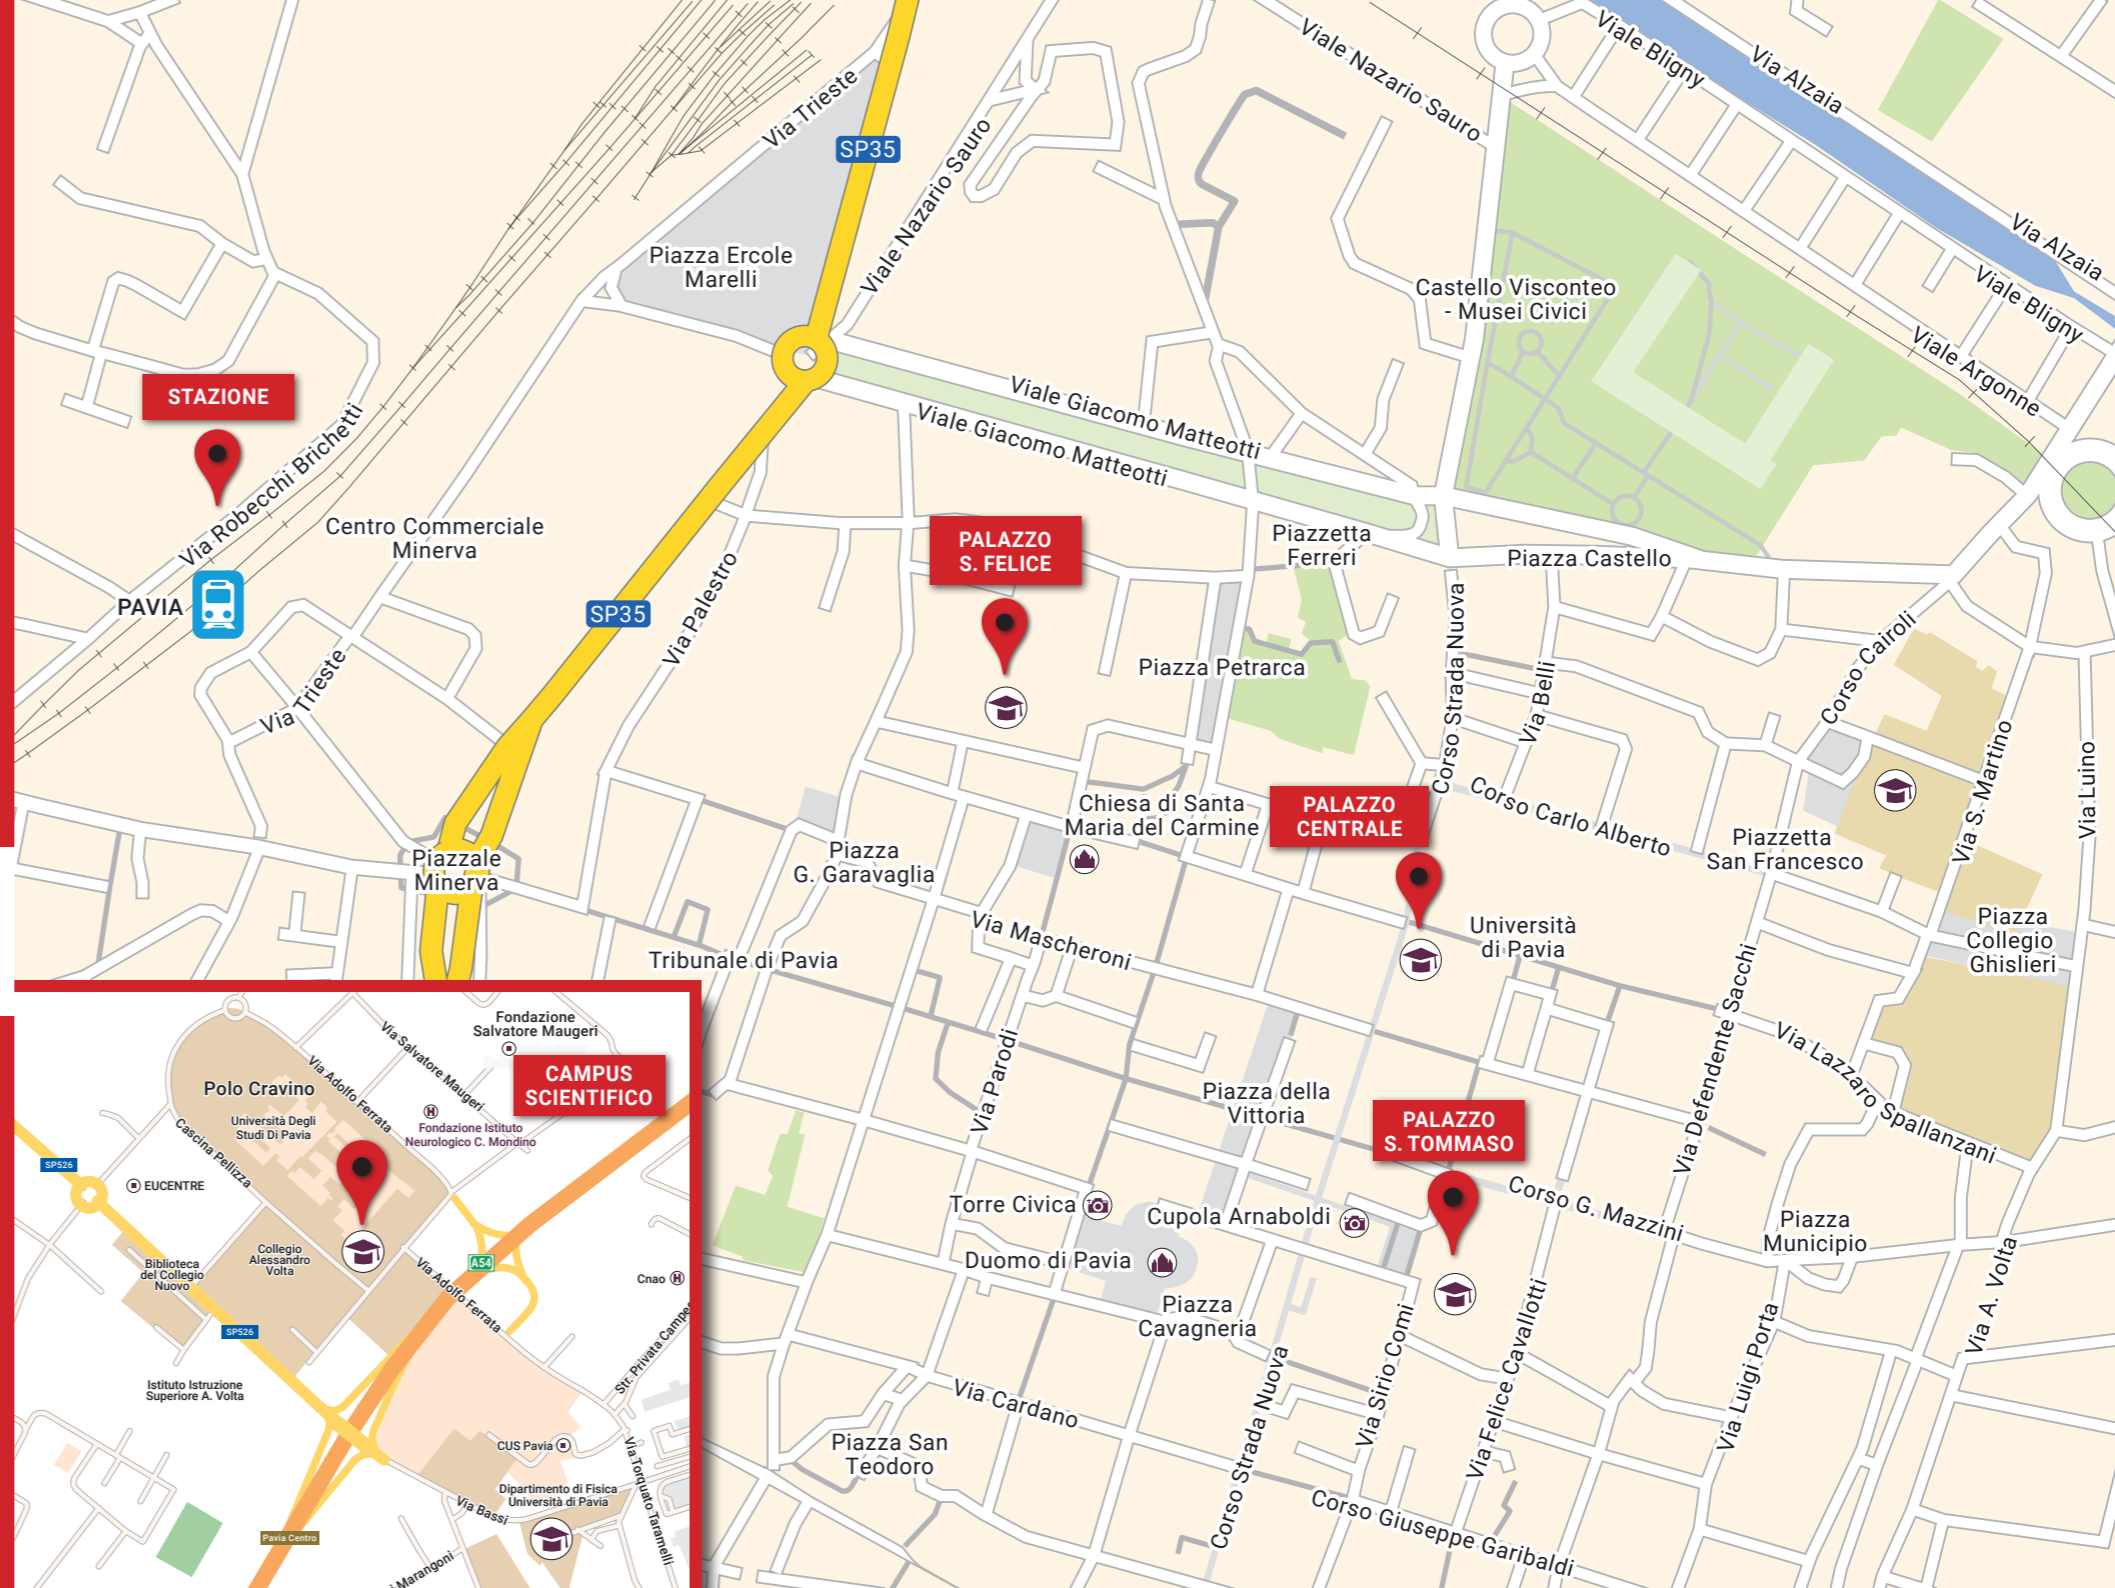 Viale Nazario Sauro
Viale Bligny
Via Alzaia
Via Trieste
SP35
Viale Nazario Sauro
Piazza Ercole
Marelli
Via Alzaia
Castello Visconteo
- Musei Civici
Viale Bligny
Viale Argonne
STAZIONE
Via Robecchi Brichetti
Viale Giacomo Matteotti
Viale Giacomo Matteotti
Centro Commerciale
Minerva
PALAZZO
S. FELICE
Piazzetta
Ferreri
Piazza Castello
PAVIA
SP35
Via Palestro
Corso Strada Nuova
Via Belli
Corso Cairoli
Piazza Petrarca
Via Trieste
Via S. Martino
Via Luino
Chiesa di Santa
Maria del Carmine
PALAZZO
CENTRALE
Corso Carlo Alberto
Piazzetta
San Francesco
Piazzale
Minerva
Piazza
G. Garavaglia
Via Mascheroni
Università
di Pavia
Piazza
Collegio
Ghislieri
Tribunale di Pavia
Via Defendente Sacchi
Via Lazzaro Spallanzani
Via Parodi
Piazza della
Vittoria
PALAZZO
S. TOMMASO
Torre Civica
Cupola Arnaboldi
Corso G. Mazzini
Piazza
Municipio
Duomo di Pavia
Piazza
Cavagneria
Via A. Volta
Via Sirio Comi
Via Felice Cavallotti
Via Luigi Porta
Via Cardano
Corso Strada Nuova
Piazza San
Teodoro
Corso Giuseppe Garibaldi
Fondazione
Salvatore Maugeri
Via Salvatore Maugeri
CAMPUS
SCIENTIFICO
Via Adolfo Ferrata
Polo Cravino
Università Degli
Studi Di Pavia
Fondazione Istituto
Neurologico C. Mondino
Cascina Pellizza
SP526
EUCENTRE
Collegio
Alessandro
Volta
A54
Biblioteca
del Collegio
Nuovo
Via Adolfo Ferrata
Cnao
SP526
Str. Privata Campe
Istituto Istruzione
Superiore A. Volta
CUS Pavia
Via Torquato Taramelli
Dipartimento di Fisica
Università di Pavia
Via Bassi
Pavia Centro
i Marangoni